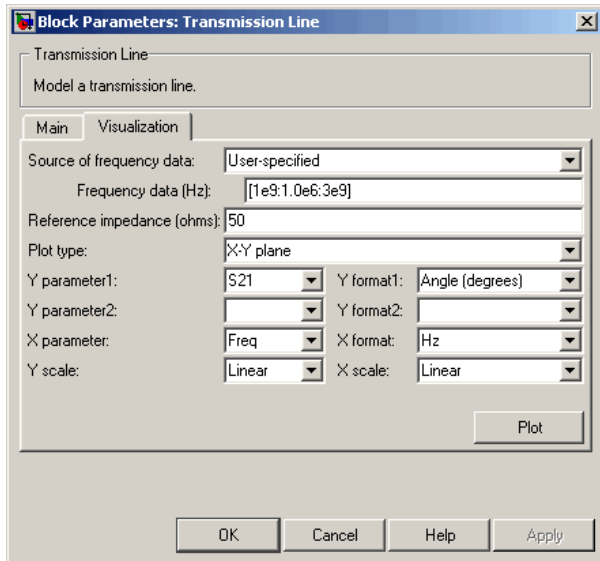 Block Parameters: Transmission Line
Transmission Line
Model a transmission line.
Main Visualization
Source of frequency data: User-specified
Frequency data (Hz): [1e9:1.0e6:3e9]
Reference impedance (ohms): 50
Plot type: X-Y plane
Y parameter1: S21 Y format1: Angle (degrees)
Y parameter2: Y format2:
X parameter: Freq X format: Hz
Y scale: Linear X scale: Linear
Plot
OK Cancel Help Apply